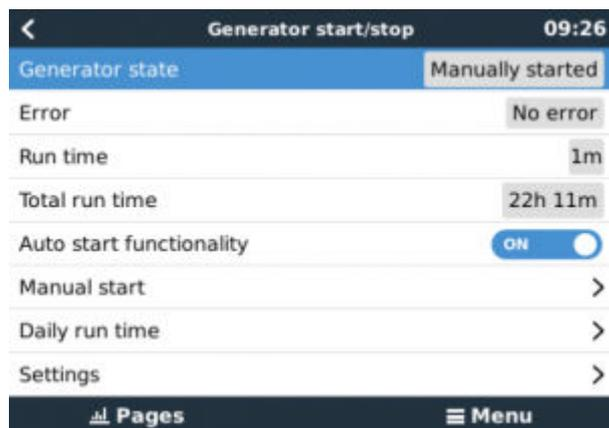 Generator start/stop 09:26
Generator state Manually started
Error No error
Run time 1m
Total run time 22h 11m
Auto start functionality ON
Manual start
Daily run time
Settings
Pages Menu